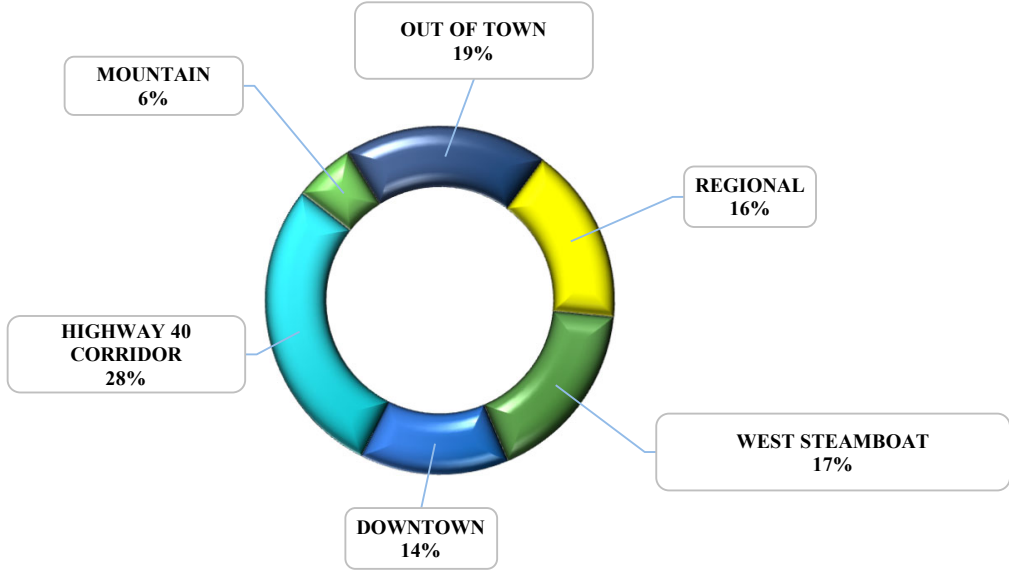 OUT OF TOWN
19%
MOUNTAIN
6%
REGIONAL
16%
HIGHWAY 40
CORRIDOR
28%
WEST STEAMBOAT
17%
DOWNTOWN
14%